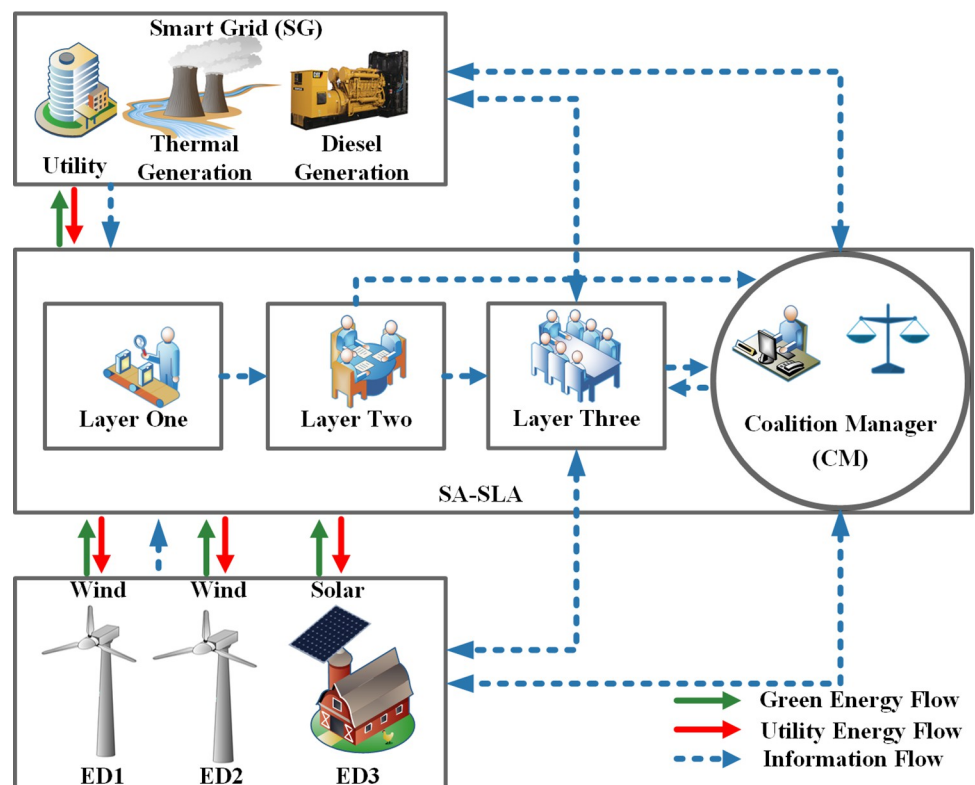 Smart Grid (SG)
Utility
Thermal
Generation
Diesel
Generation
Layer One
Layer Two
Layer Three
Coalition Manager
(CM)
SA-SLA
Wind
Wind
Solar
ED1
ED2
ED3
Green Energy Flow
Utility Energy Flow
Information Flow